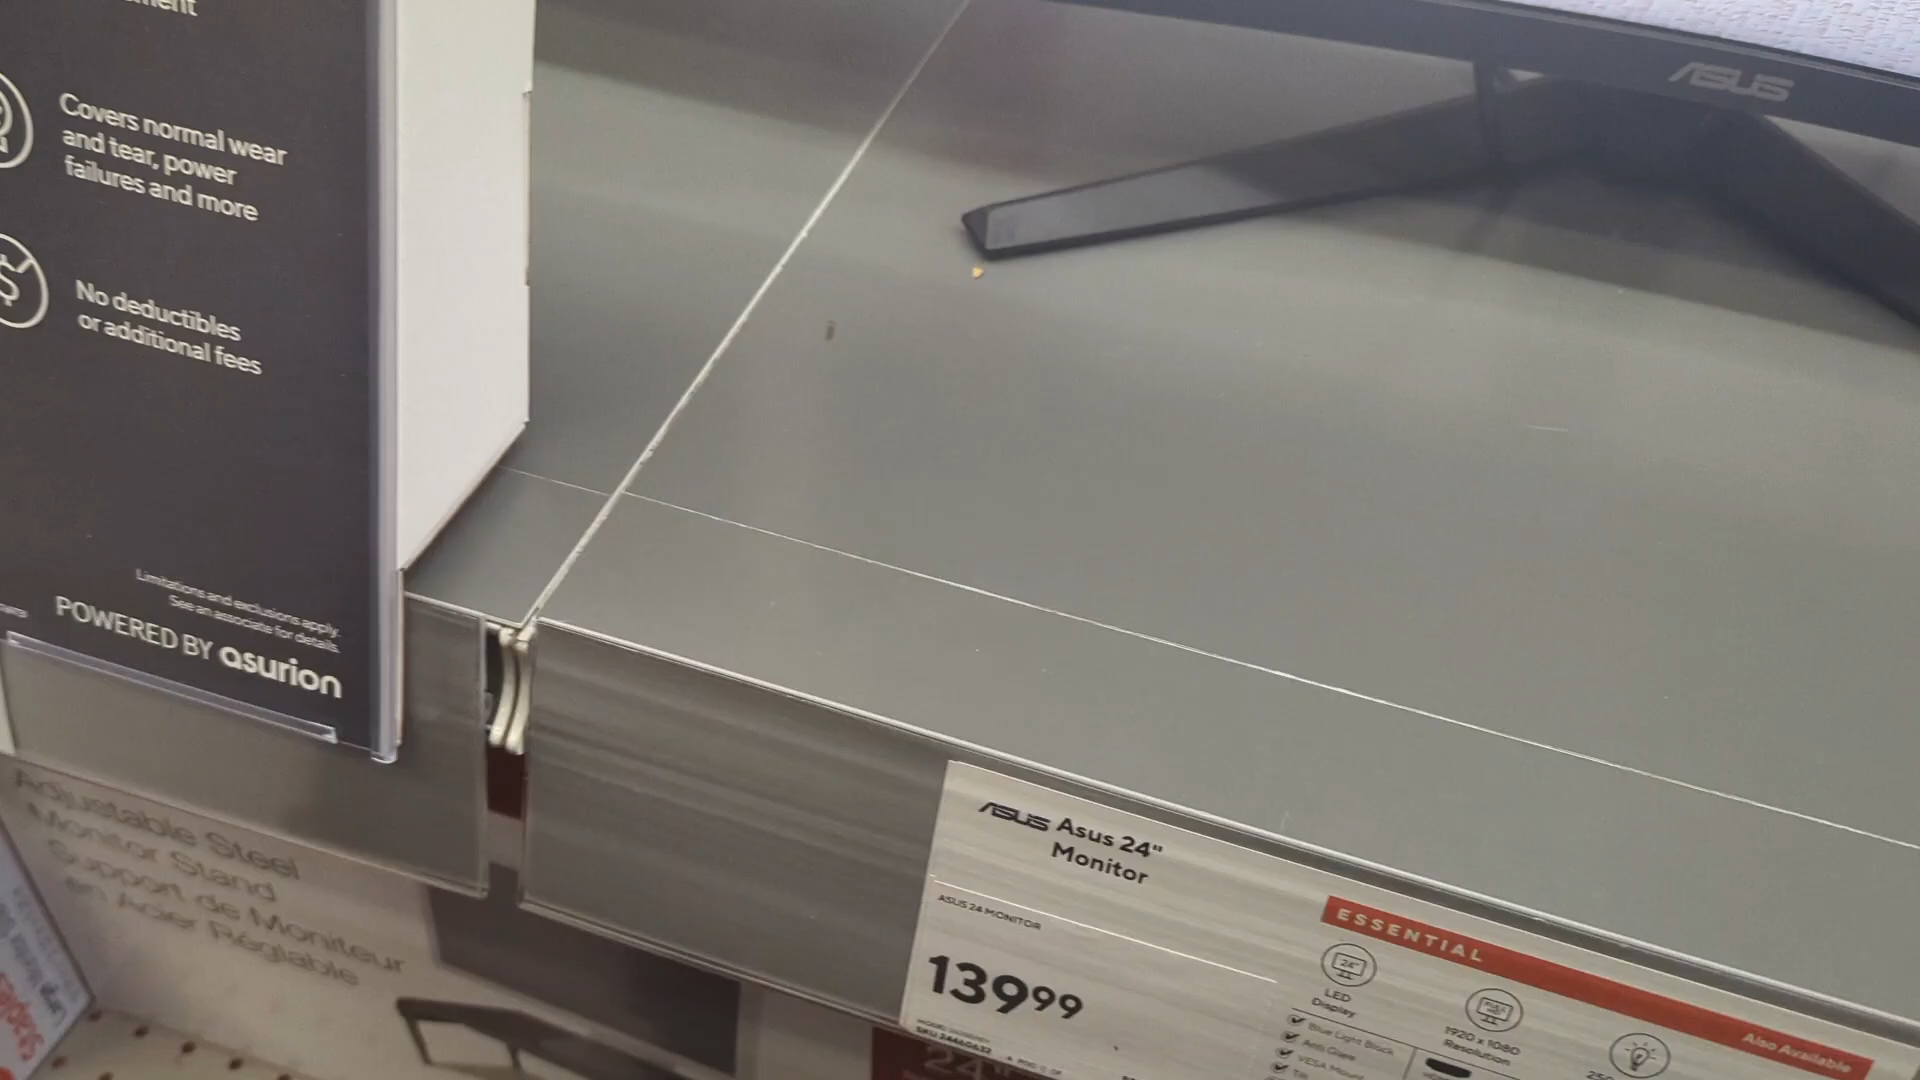 Covers normal wear
and tear, power
failures and more
No deductibles
or additional fees
Limitations and exclusions apply.
See an associate for details.
POWERED BY asurion
ASUS
Adjustable Steel
Monitor Stand
Support de Moniteur
en Acier Réglable
ASUS Asus 24"
Monitor
ASUS 24 MONITOR
139⁹⁹
ESSENTIAL
24"
LED
Display
Blue Light Block
Anti Glare
VESA Mount
Tilt
1920 x 1080
Resolution
Also Available
24"